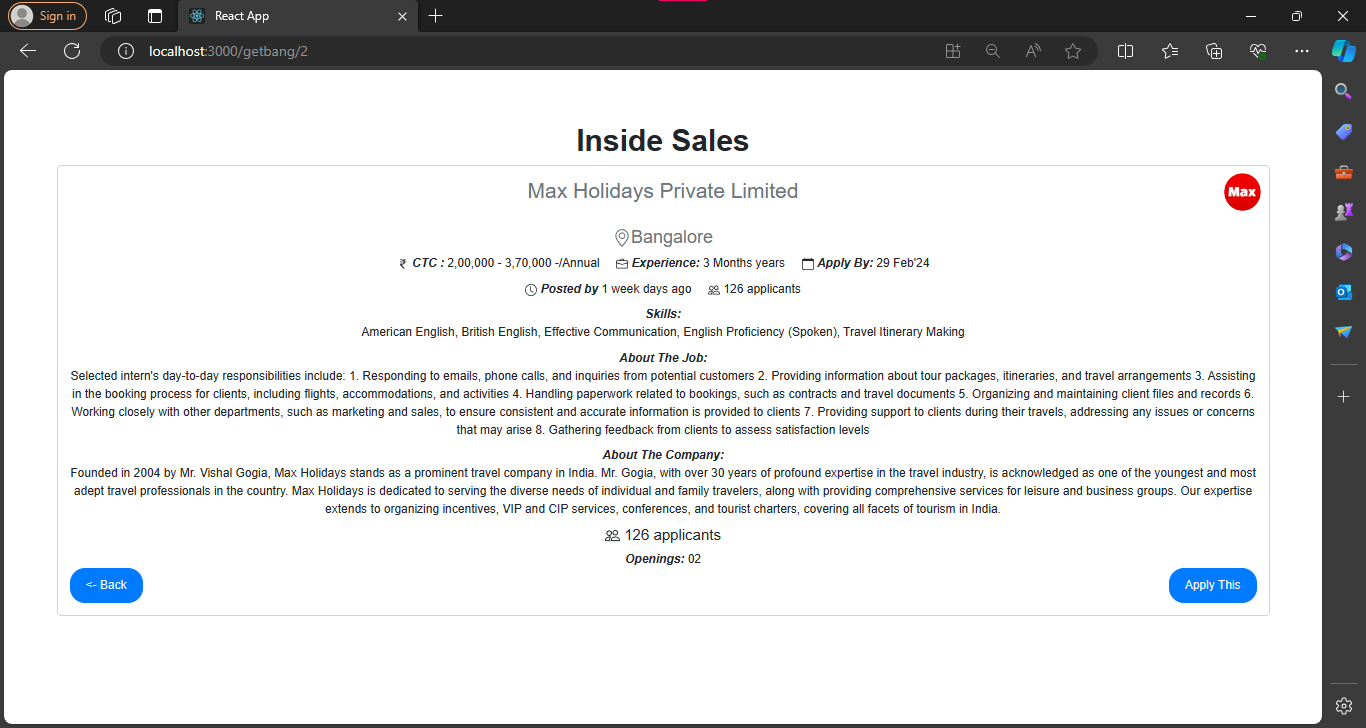 Sign in
React App
localhost:3000/getbang/2
Inside Sales
Max Holidays Private Limited
Max
Bangalore
₹ CTC : 2,00,000 - 3,70,000 -/Annual Experience: 3 Months years Apply By: 29 Feb'24
Posted by 1 week days ago 126 applicants
Skills:
American English, British English, Effective Communication, English Proficiency (Spoken), Travel Itinerary Making
About The Job:
Selected intern's day-to-day responsibilities include: 1. Responding to emails, phone calls, and inquiries from potential customers 2. Providing information about tour packages, itineraries, and travel arrangements 3. Assisting
in the booking process for clients, including flights, accommodations, and activities 4. Handling paperwork related to bookings, such as contracts and travel documents 5. Organizing and maintaining client files and records 6.
Working closely with other departments, such as marketing and sales, to ensure consistent and accurate information is provided to clients 7. Providing support to clients during their travels, addressing any issues or concerns
that may arise 8. Gathering feedback from clients to assess satisfaction levels
About The Company:
Founded in 2004 by Mr. Vishal Gogia, Max Holidays stands as a prominent travel company in India. Mr. Gogia, with over 30 years of profound expertise in the travel industry, is acknowledged as one of the youngest and most
adept travel professionals in the country. Max Holidays is dedicated to serving the diverse needs of individual and family travelers, along with providing comprehensive services for leisure and business groups. Our expertise
extends to organizing incentives, VIP and CIP services, conferences, and tourist charters, covering all facets of tourism in India.
126 applicants
Openings: 02
<- Back
Apply This